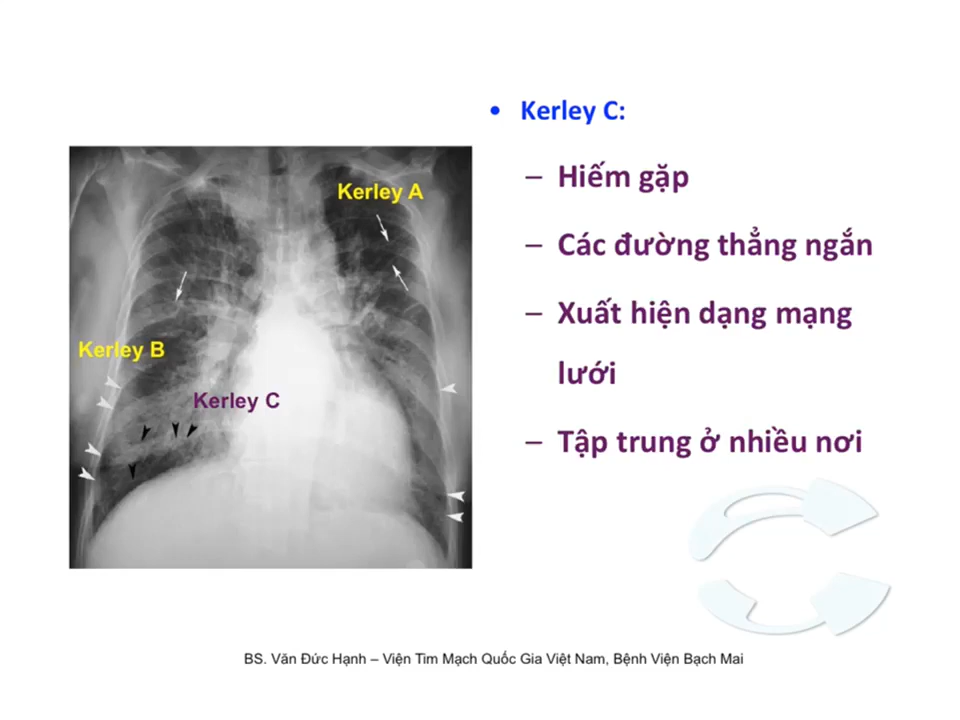 • Kerley C:
– Hiếm gặp
– Các đường thẳng ngắn
– Xuất hiện dạng mạng
lưới
– Tập trung ở nhiều nơi
Kerley A
Kerley B
Kerley C
BS. Văn Đức Hạnh – Viện Tim Mạch Quốc Gia Việt Nam, Bệnh Viện Bạch Mai